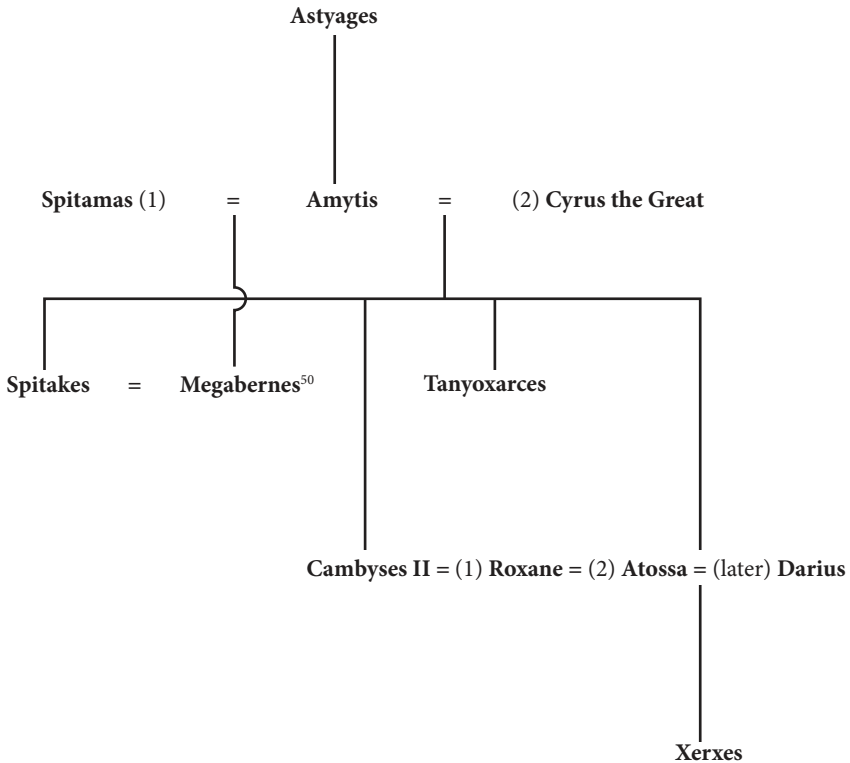 Astyages
Spitamas (1) = Amytis = (2) Cyrus the Great
Spitakes = Megabernes⁵⁰ Tanyoxarces
Cambyses II = (1) Roxane = (2) Atossa = (later) Darius
Xerxes